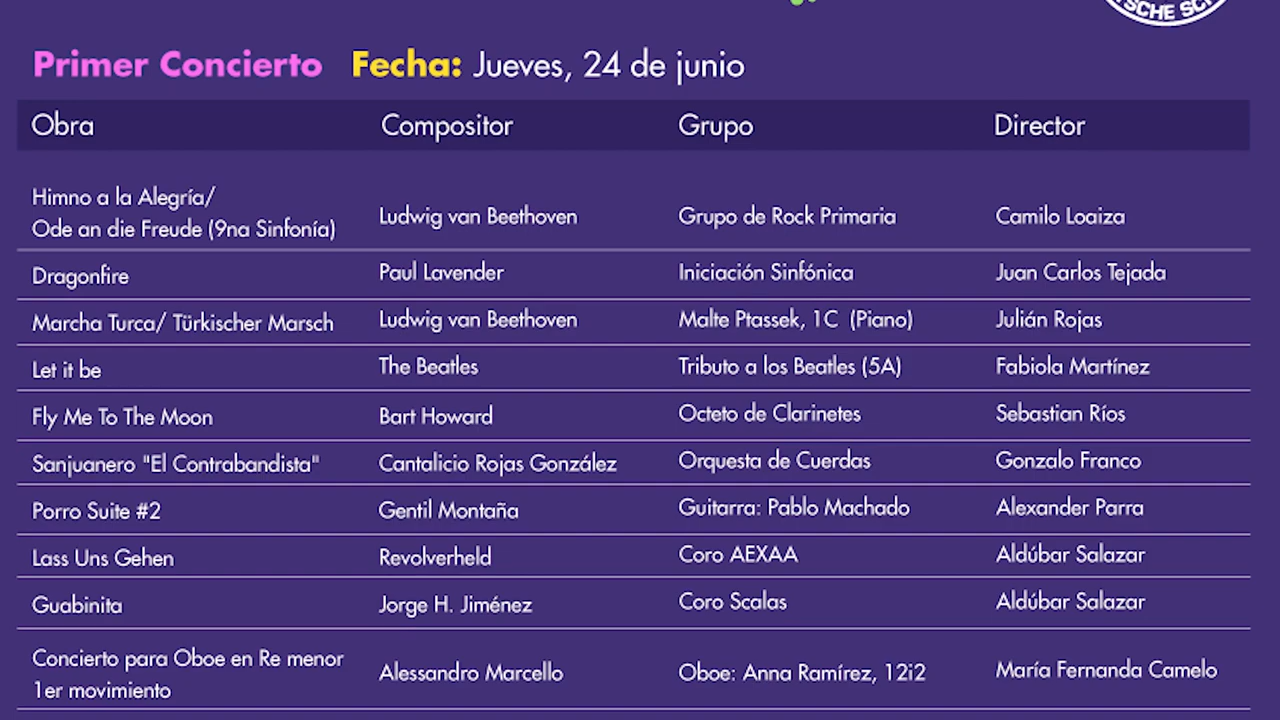 TSCHE SC
Primer Concierto Fecha: Jueves, 24 de junio
Obra Compositor Grupo Director
Himno a la Alegría/
Ode an die Freude (9na Sinfonía) Ludwig van Beethoven Grupo de Rock Primaria Camilo Loaiza
Dragonfire Paul Lavender Iniciación Sinfónica Juan Carlos Tejada
Marcha Turca/ Türkischer Marsch Ludwig van Beethoven Malte Ptassek, 1C (Piano) Julián Rojas
Let it be The Beatles Tributo a los Beatles (5A) Fabiola Martínez
Fly Me To The Moon Bart Howard Octeto de Clarinetes Sebastian Ríos
Sanjuanero "El Contrabandista" Cantalicio Rojas González Orquesta de Cuerdas Gonzalo Franco
Porro Suite #2 Gentil Montaña Guitarra: Pablo Machado Alexander Parra
Lass Uns Gehen Revolverheld Coro AEXAA Aldúbar Salazar
Guabinita Jorge H. Jiménez Coro Scalas Aldúbar Salazar
Concierto para Oboe en Re menor
1er movimiento Alessandro Marcello Oboe: Anna Ramírez, 12i2 María Fernanda Camelo